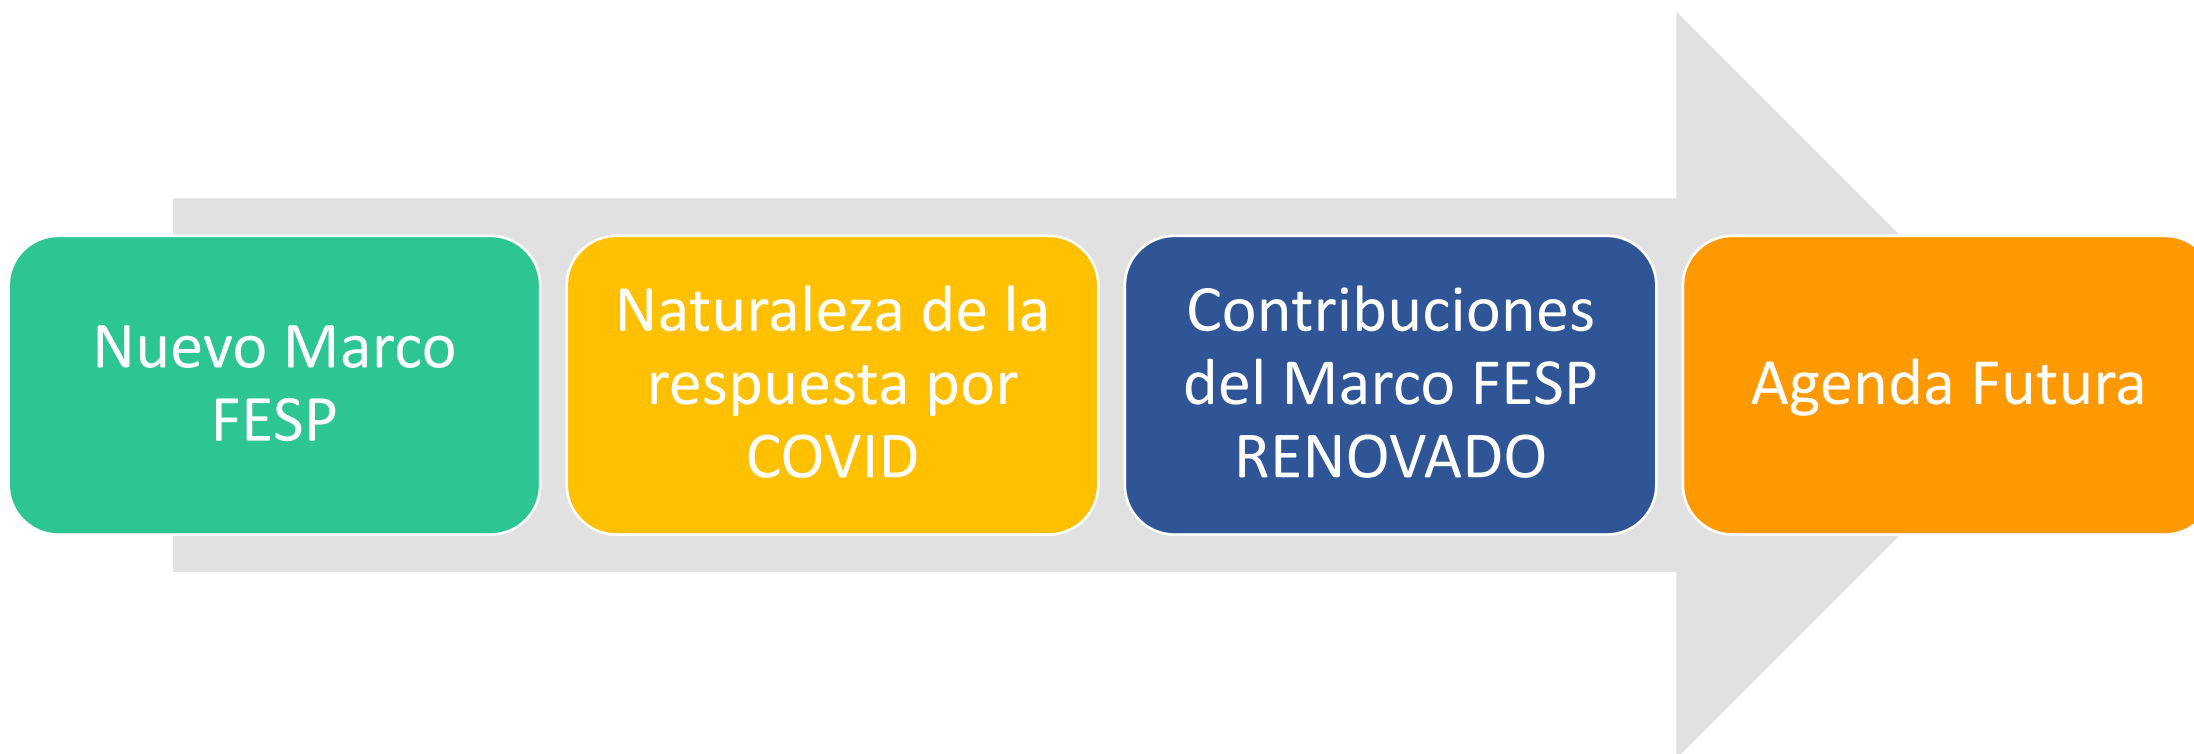 Nuevo Marco
FESP
Naturaleza de la
respuesta por
COVID
Contribuciones
del Marco FESP
RENOVADO
Agenda Futura